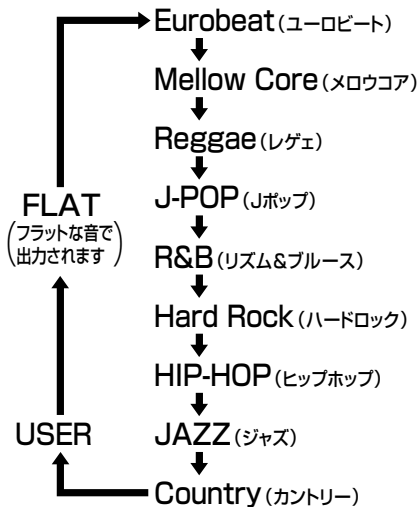 Eurobeat(ユーロビート)
Mellow Core(メロウコア)
Reggae(レゲェ)
J-POP(Jポップ)
R&B(リズム&ブルース)
Hard Rock(ハードロック)
HIP-HOP(ヒップホップ)
JAZZ(ジャズ)
Country(カントリー)
USER
FLAT
(フラットな音で
出力されます)